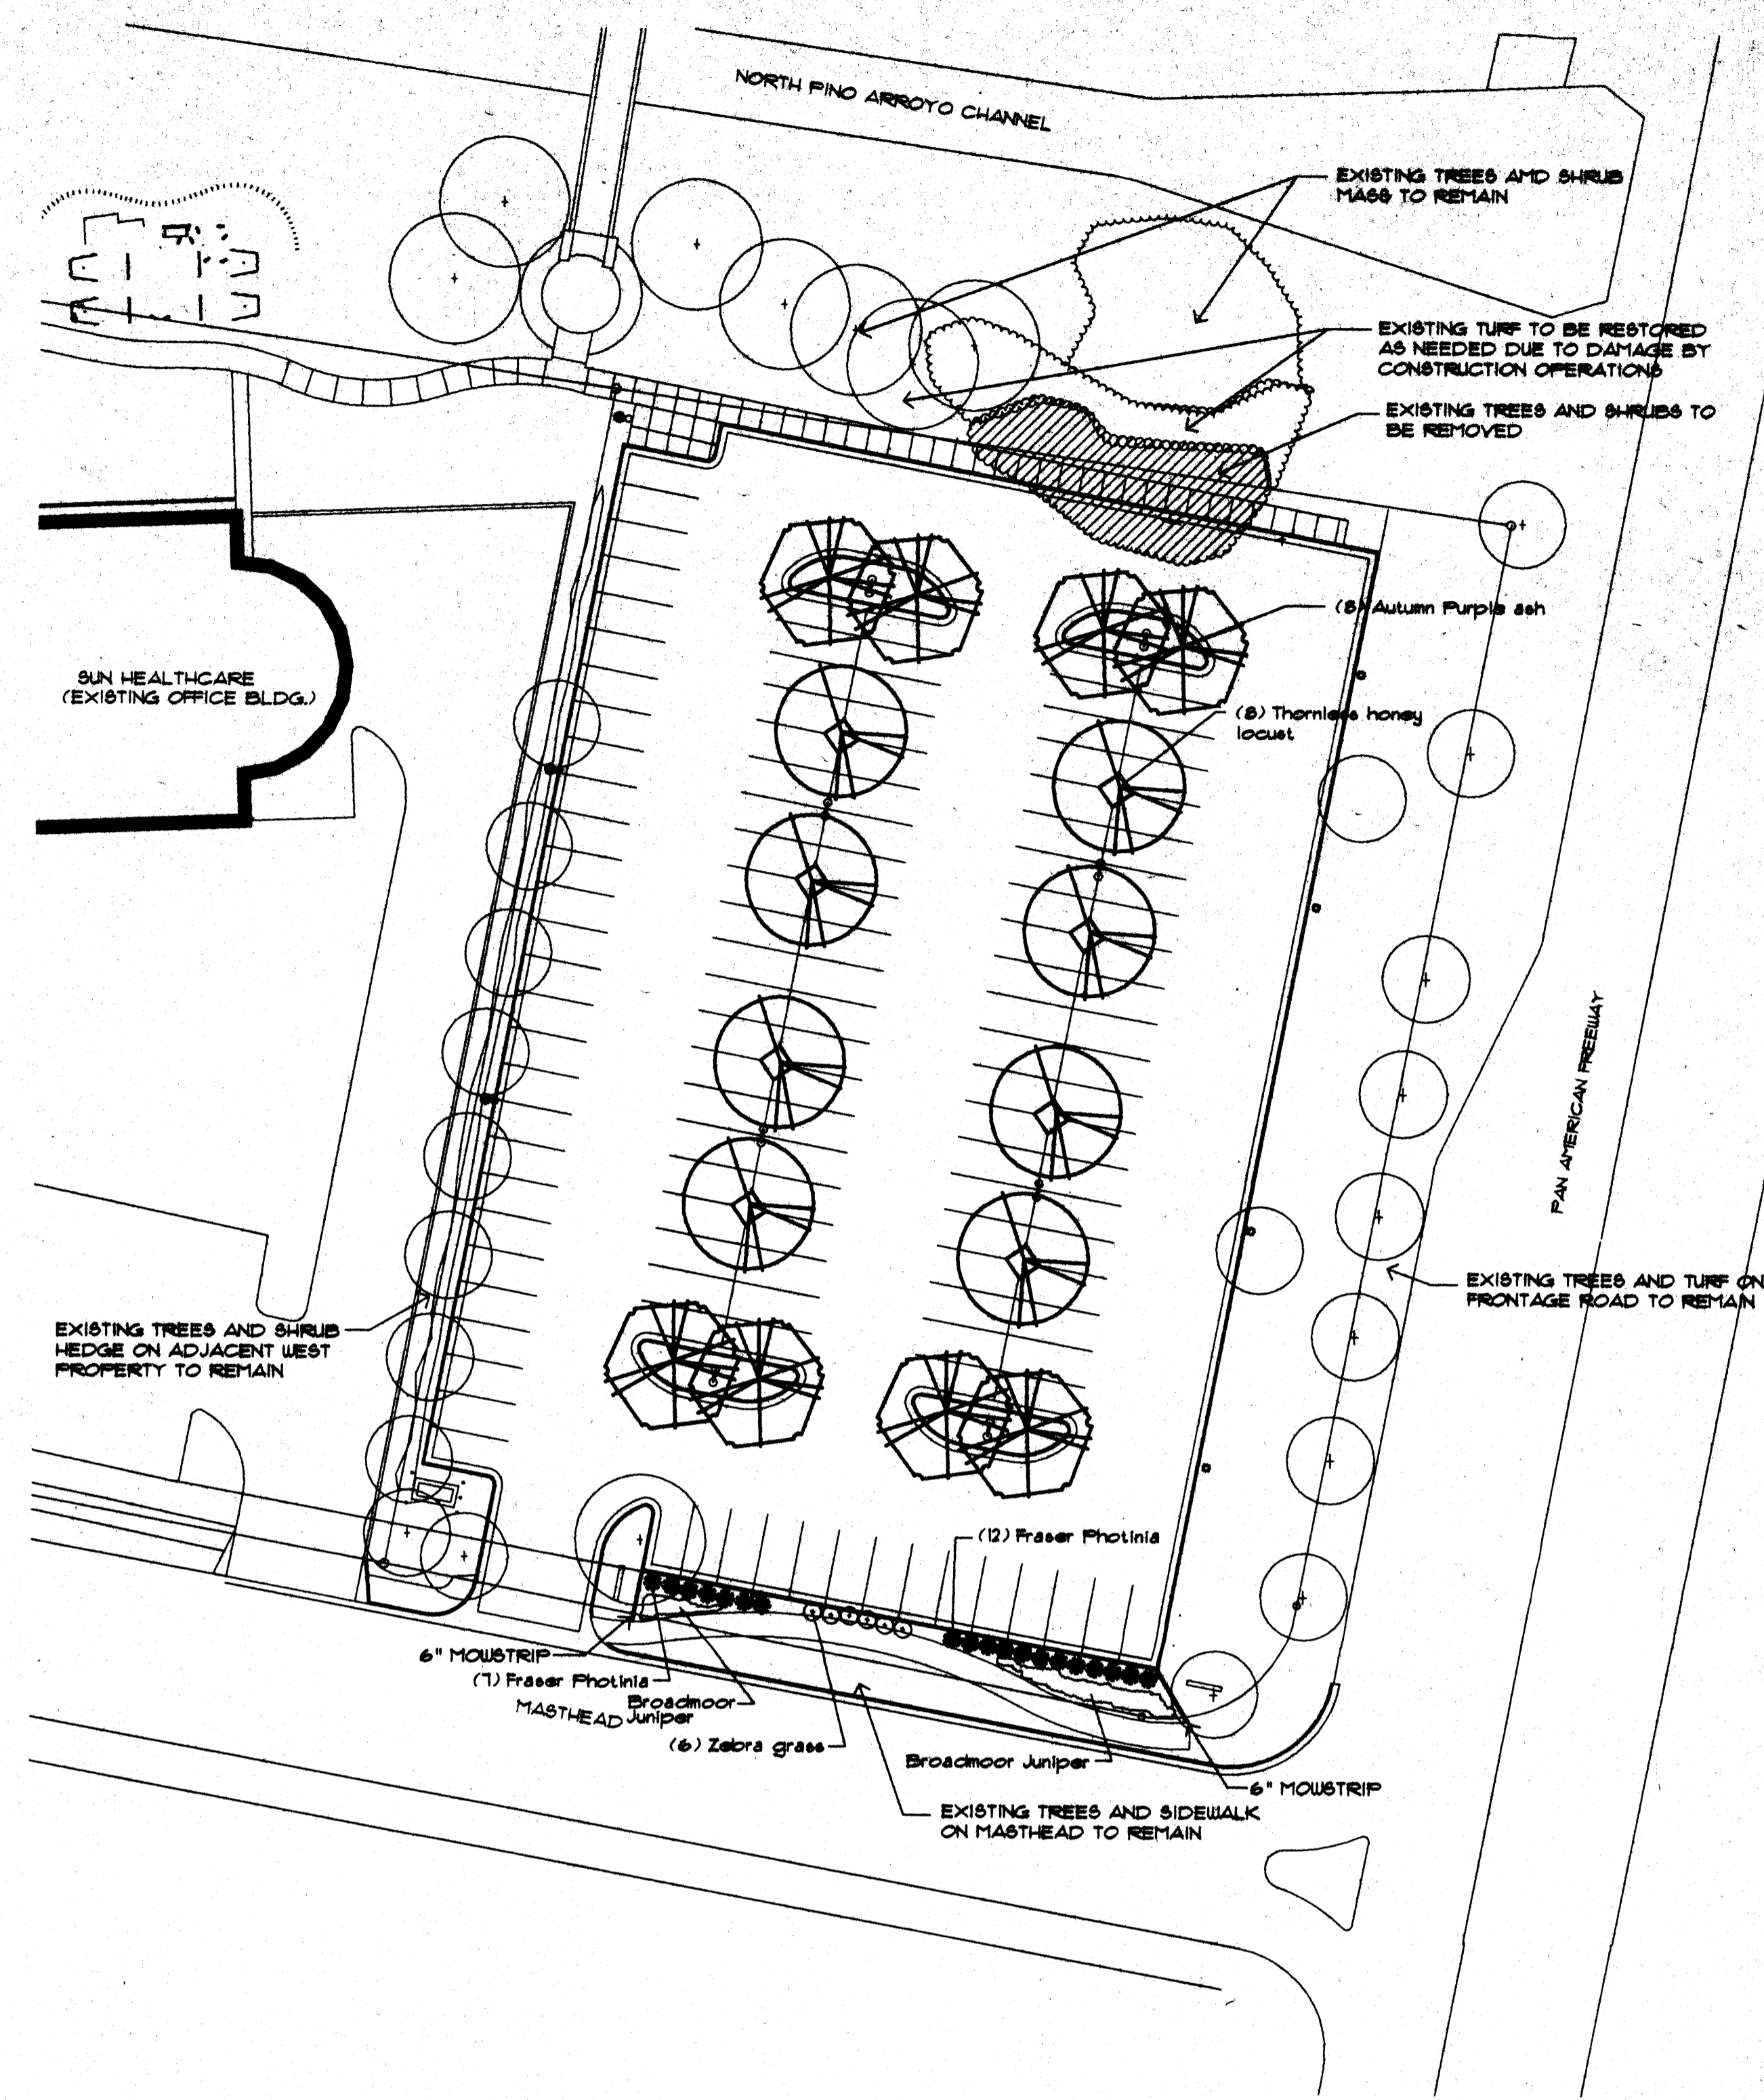 NORTH PINO ARROYO CHANNEL
EXISTING TREES AMD SHRUB
MASS TO REMAIN
EXISTING TURF TO BE RESTORED
AS NEEDED DUE TO DAMAGE BY
CONSTRUCTION OPERATIONS
EXISTING TREES AND SHRUBS TO
BE REMOVED
(8) Autumn Purple ash
SUN HEALTHCARE
(EXISTING OFFICE BLDG.)
(8) Thornless honey
locust
PAN AMERICAN FREEWAY
EXISTING TREES AND TURF ON
FRONTAGE ROAD TO REMAIN
EXISTING TREES AND SHRUB
HEDGE ON ADJACENT WEST
PROPERTY TO REMAIN
(12) Fraser Photinia
6" MOWSTRIP
(7) Fraser Photinia
Broadmoor
Juniper
MASTHEAD
(6) Zebra grass
Broadmoor Juniper
6" MOWSTRIP
EXISTING TREES AND SIDEWALK
ON MASTHEAD TO REMAIN